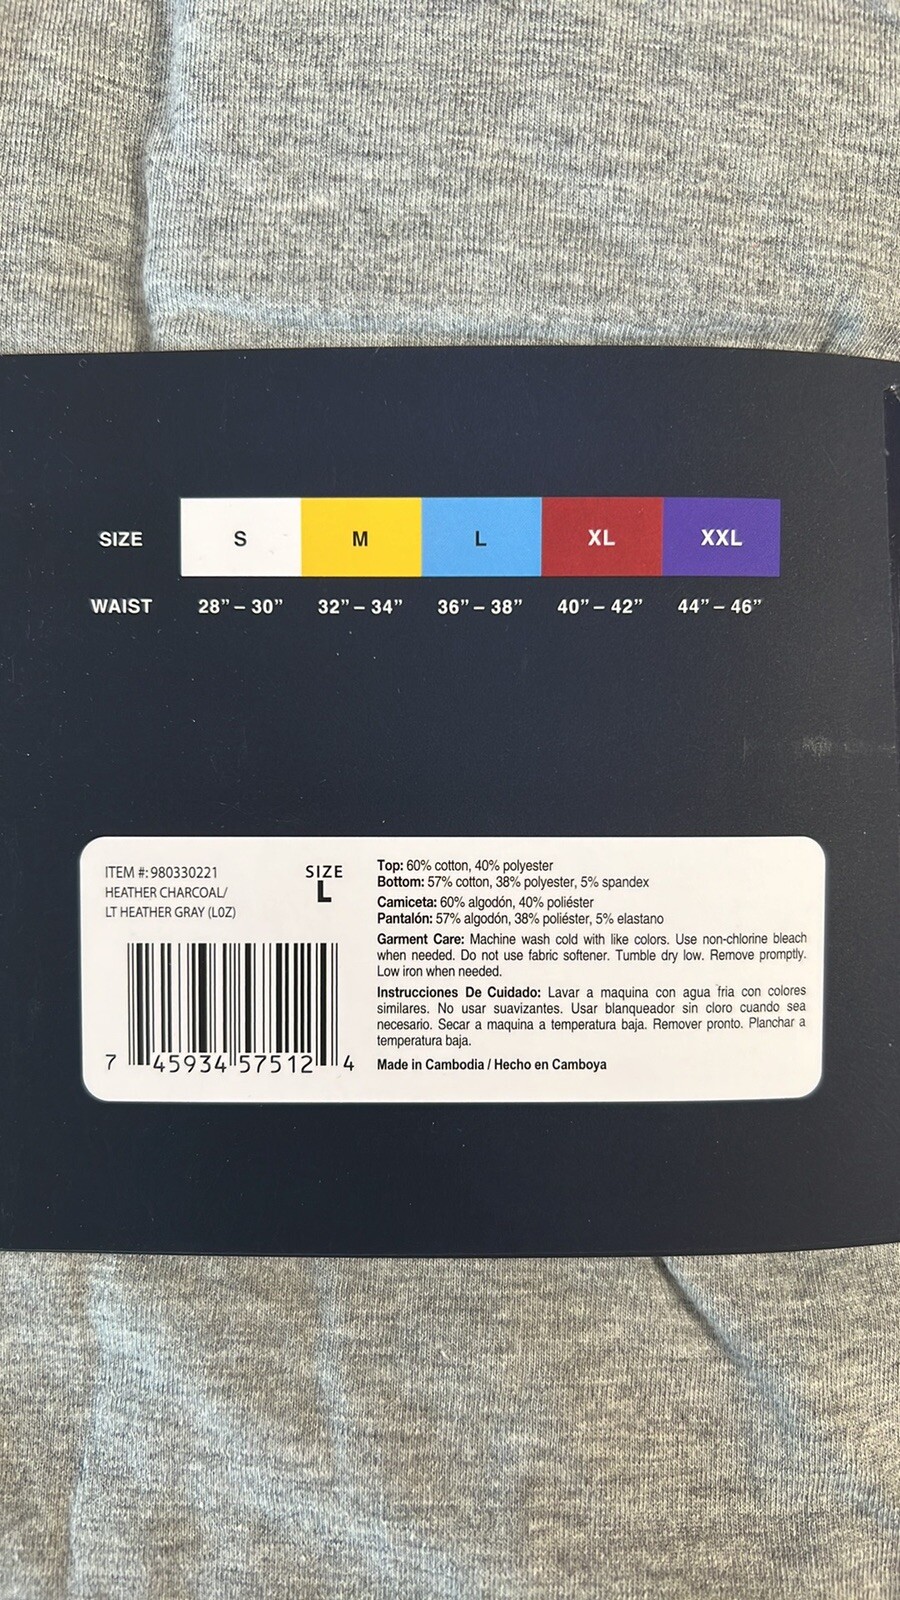 SIZE S M L XL XXL
WAIST 28” – 30” 32” – 34” 36” – 38” 40” – 42” 44” – 46”
ITEM #: 980330221
HEATHER CHARCOAL/
LT HEATHER GRAY (L0Z)
SIZE
L
7 45934 57512 4
Top: 60% cotton, 40% polyester
Bottom: 57% cotton, 38% polyester, 5% spandex
Camiceta: 60% algodón, 40% poliéster
Pantalón: 57% algodón, 38% poliéster, 5% elastano
Garment Care: Machine wash cold with like colors. Use non-chlorine bleach
when needed. Do not use fabric softener. Tumble dry low. Remove promptly.
Low iron when needed.
Instrucciones De Cuidado: Lavar a maquina con agua fria con colores
similares. No usar suavizantes. Usar blanqueador sin cloro cuando sea
necesario. Secar a maquina a temperatura baja. Remover pronto. Planchar a
temperatura baja.
Made in Cambodia / Hecho en Camboya